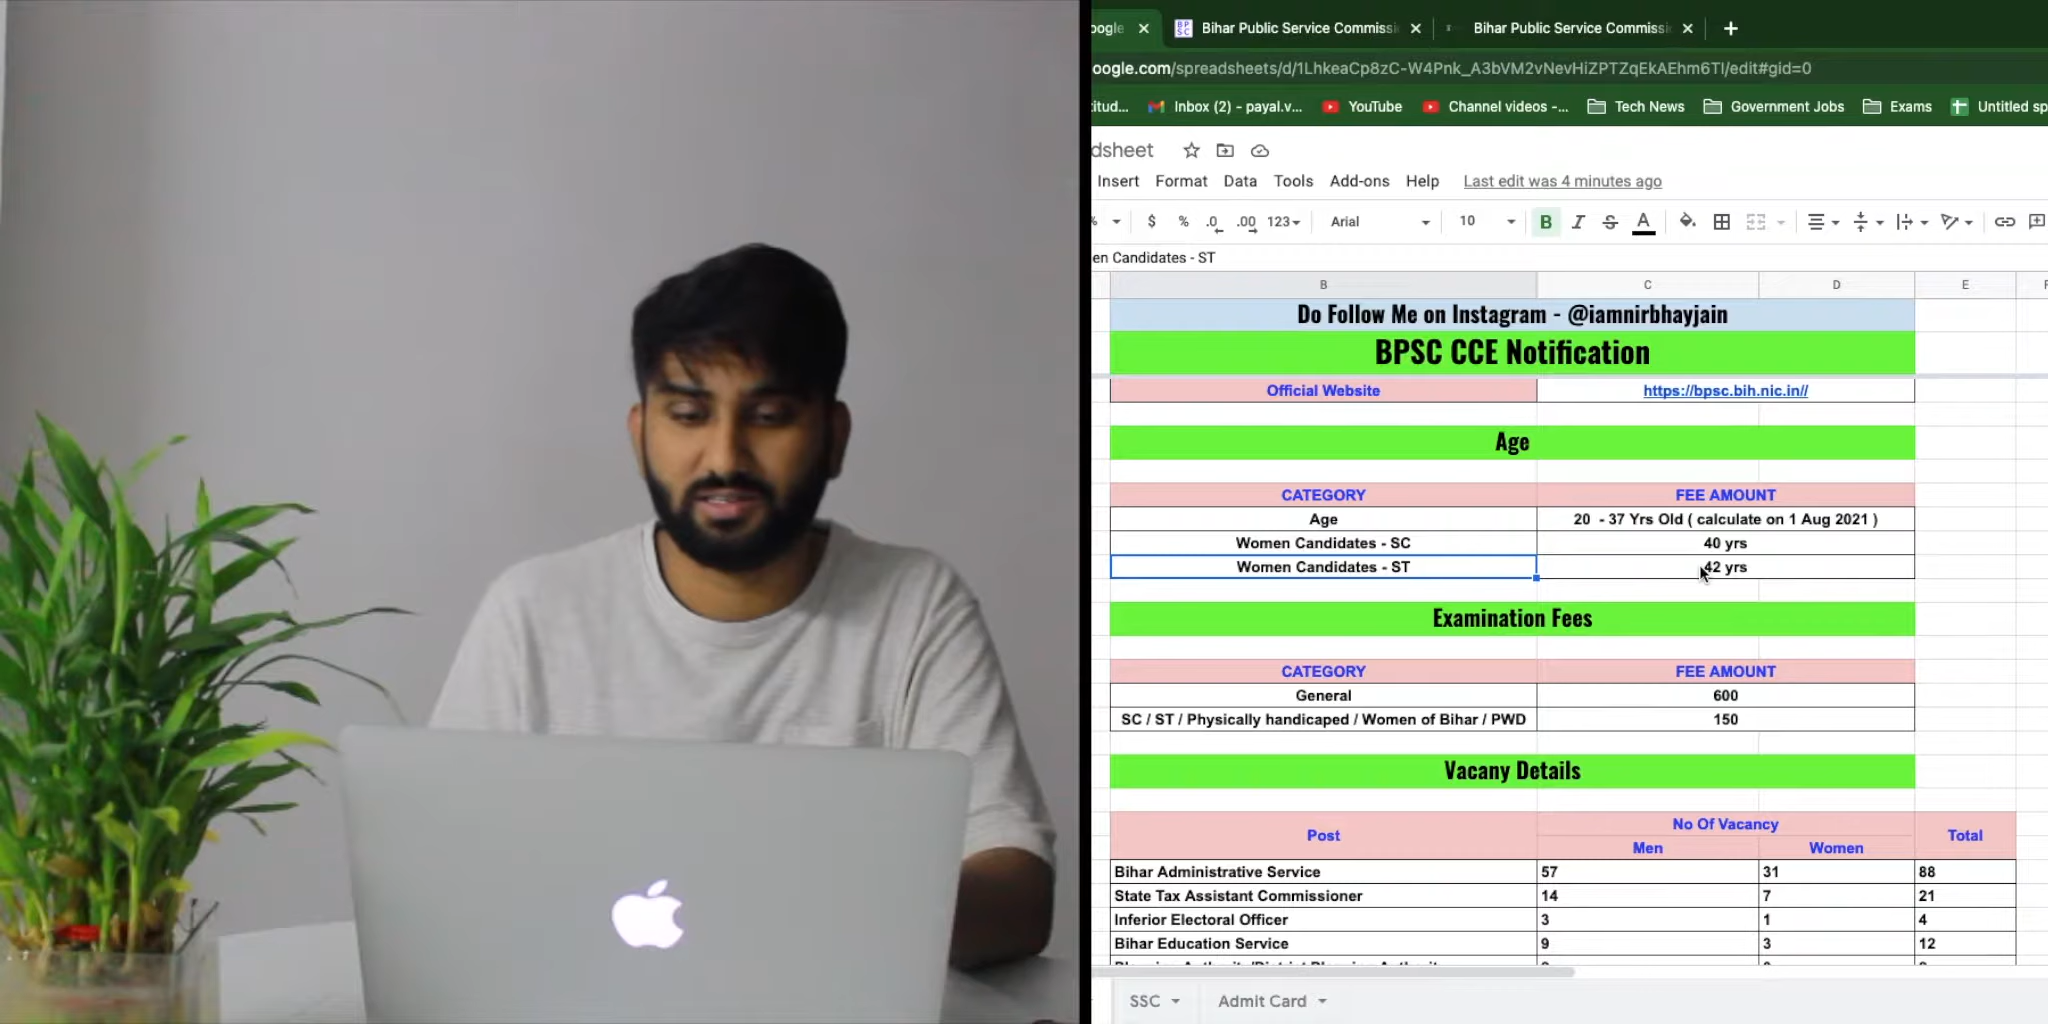 oogle
Bihar Public Service Commissi
Bihar Public Service Commissi
oogle.com/spreadsheets/d/1LhkeaCp8zC-W4Pnk_A3bVM2vNevHiZPTZqEkAEhm6TI/edit#gid=0
titud...
Inbox (2) - payal.v...
YouTube
Channel videos -...
Tech News
Government Jobs
Exams
Untitled sp
dsheet
Insert Format Data Tools Add-ons Help Last edit was 4 minutes ago
% $ % .0 .00 123 Arial 10 B I S A
en Candidates - ST
B C D E F
Do Follow Me on Instagram - @iamnirbhayjain
BPSC CCE Notification
Official Website https://bpsc.bih.nic.in//
Age
CATEGORY FEE AMOUNT
Age 20 - 37 Yrs Old ( calculate on 1 Aug 2021 )
Women Candidates - SC 40 yrs
Women Candidates - ST 42 yrs
Examination Fees
CATEGORY FEE AMOUNT
General 600
SC / ST / Physically handicaped / Women of Bihar / PWD 150
Vacany Details
Post No Of Vacancy Total
Men Women
Bihar Administrative Service 57 31 88
State Tax Assistant Commissioner 14 7 21
Inferior Electoral Officer 3 1 4
Bihar Education Service 9 3 12
SSC Admit Card